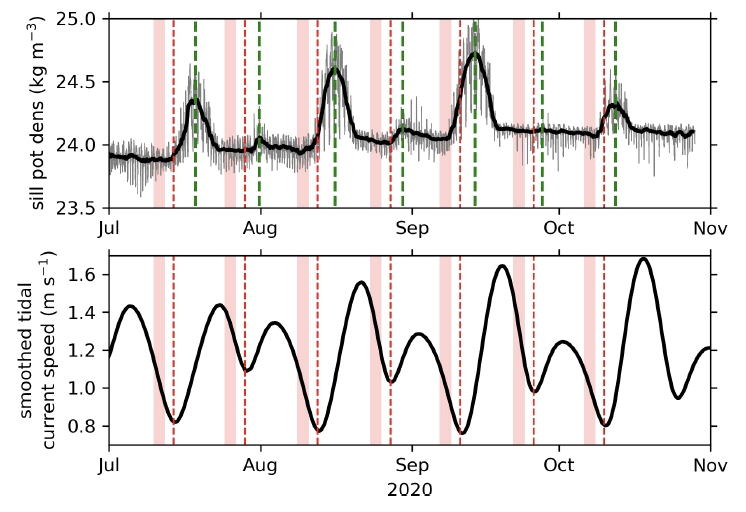 sill pot dens (kg m⁻³)
25.0
24.5
24.0
23.5
Jul Aug Sep Oct Nov
smoothed tidal
current speed (m s⁻¹)
1.6
1.4
1.2
1.0
0.8
Jul Aug Sep Oct Nov
2020